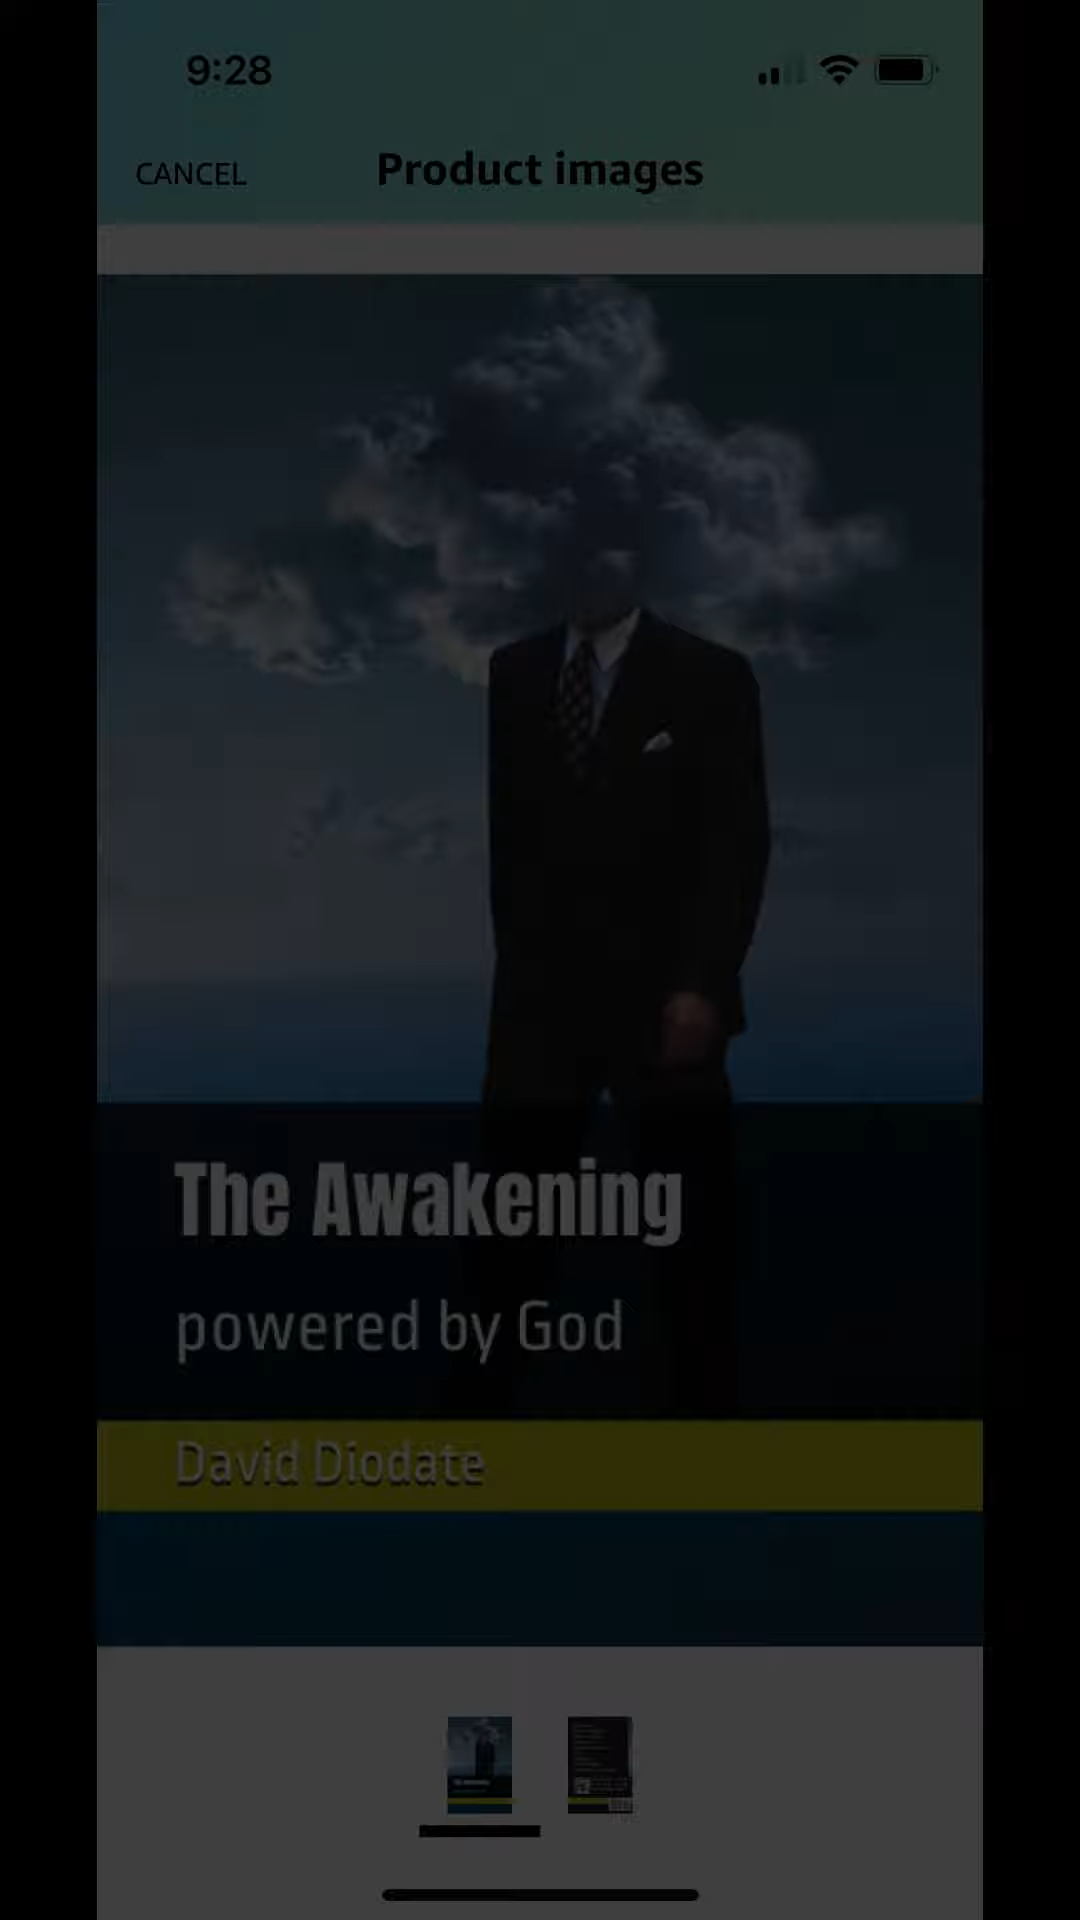 9:28
CANCEL
Product images
The Awakening
powered by God
David Diodate